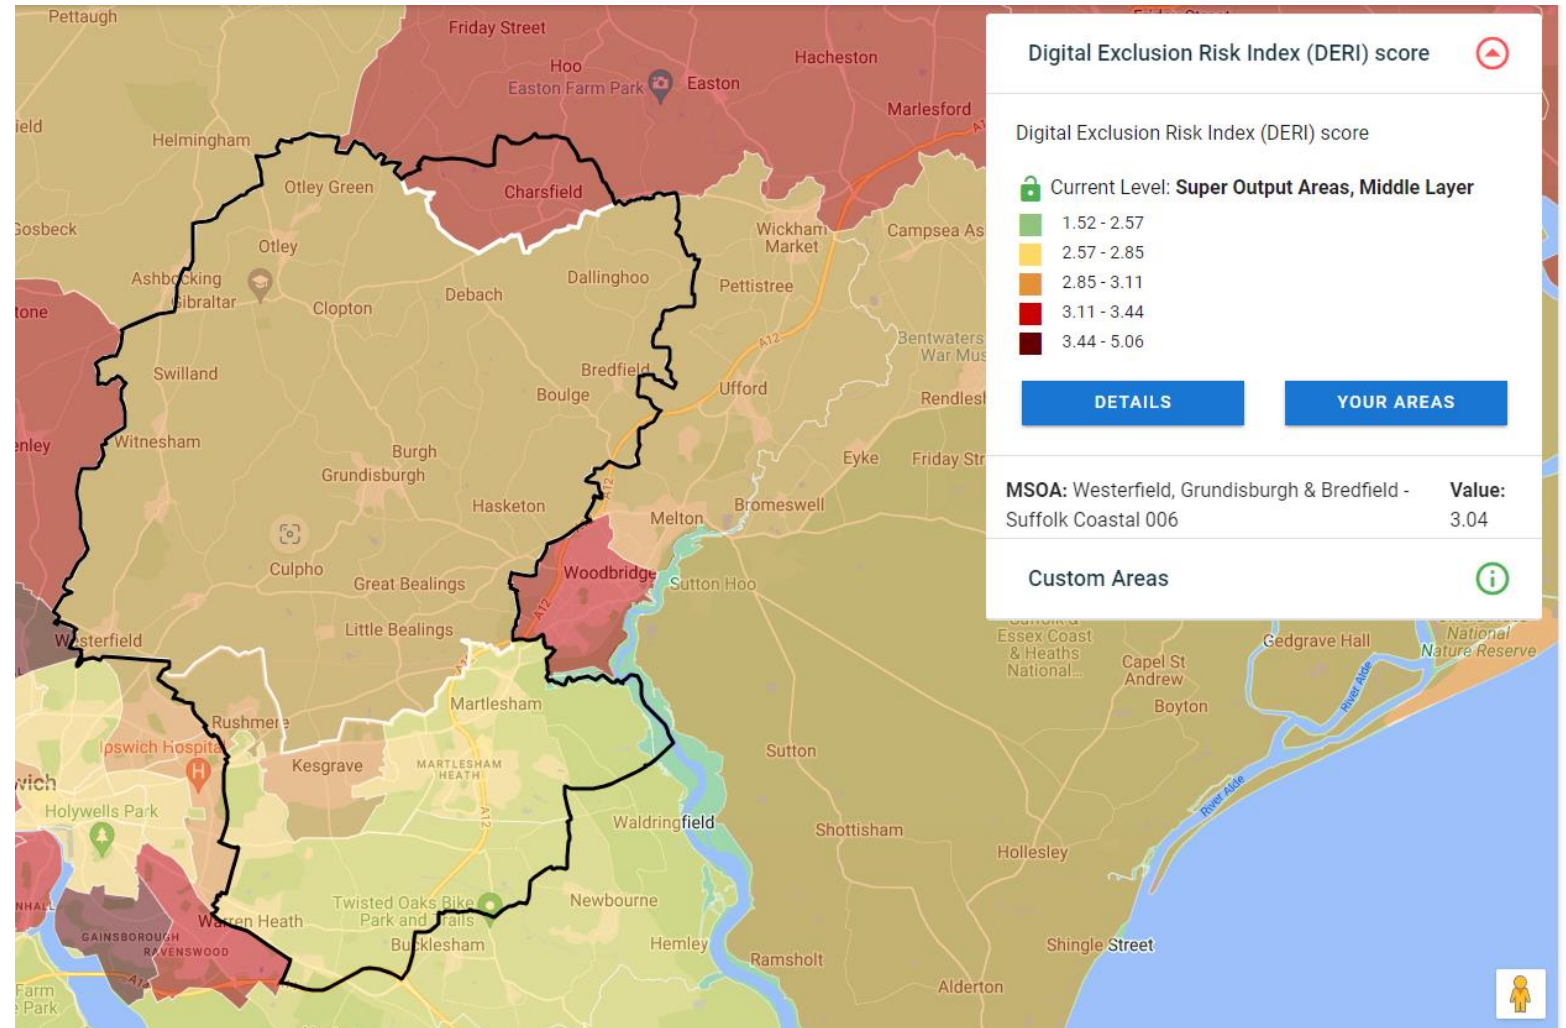 Pettaugh
Friday Street
Hoo
Hacheston
Easton Farm Park
Easton
Marlesford
Helmingham
Otley Green
Charsfield
Gosbeck
Otley
Wickham
Market
Campsea As
Ashbocking
Gibraltar
Clopton
Debach
Dallinghoo
Pettistree
A12
Bentwaters
Swilland
Bredfield
Boulge
Ufford
Witnesham
Burgh
Grundisburgh
Eyke
Friday Str
Hasketon
A12
Melton
Bromeswell
Culpho
Great Bealings
Woodbridge
Sutton Hoo
A12
Westerfield
Little Bealings
Martlesham
Rushmere
Ipswich Hospital
H
Kesgrave
MARTLESHAM
HEATH
A12
Holywells Park
Waldringfield
Sutton
Shottisham
Hollesley
Warren Heath
Twisted Oaks Bike
Park and Trails
Newbourne
GAINSBOROUGH
RAVENSWOOD
Bucklesham
Hemley
Ramsholt
Shingle Street
Alderton
Essex Coast
& Heaths
National...
Capel St
Andrew
Boyton
Gedgrave Hall
National
Nature Reserve
River Alde
River Alde
Digital Exclusion Risk Index (DERI) score
Digital Exclusion Risk Index (DERI) score
Current Level: Super Output Areas, Middle Layer
1.52 - 2.57
2.57 - 2.85
2.85 - 3.11
3.11 - 3.44
3.44 - 5.06
DETAILS
YOUR AREAS
MSOA: Westerfield, Grundisburgh & Bredfield -
Suffolk Coastal 006
Value:
3.04
Custom Areas